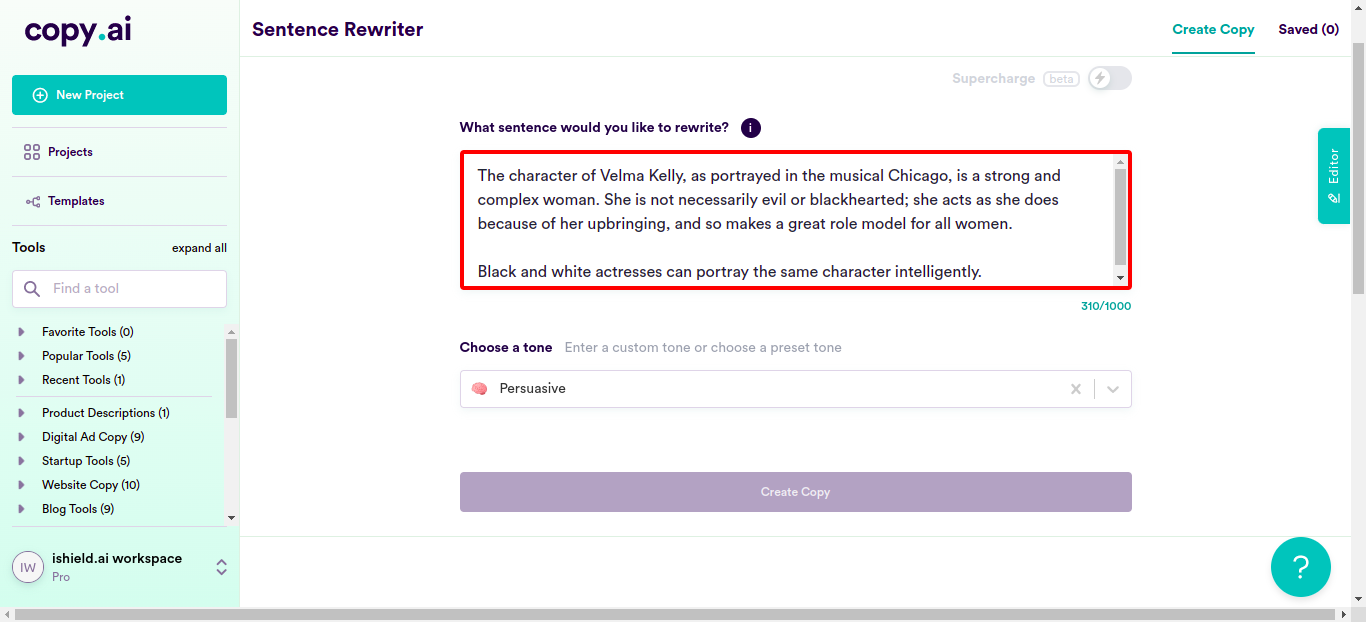 copy.ai
Sentence Rewriter
Create Copy
Saved (0)
New Project
Projects
Templates
Tools
expand all
Find a tool
Favorite Tools (0)
Popular Tools (5)
Recent Tools (1)
Product Descriptions (1)
Digital Ad Copy (9)
Startup Tools (5)
Website Copy (10)
Blog Tools (9)
IW
ishield.ai workspace
Pro
Supercharge beta
What sentence would you like to rewrite? i
The character of Velma Kelly, as portrayed in the musical Chicago, is a strong and
complex woman. She is not necessarily evil or blackhearted; she acts as she does
because of her upbringing, and so makes a great role model for all women.
Black and white actresses can portray the same character intelligently.
310/1000
Choose a tone Enter a custom tone or choose a preset tone
Persuasive
Create Copy
Editor
?